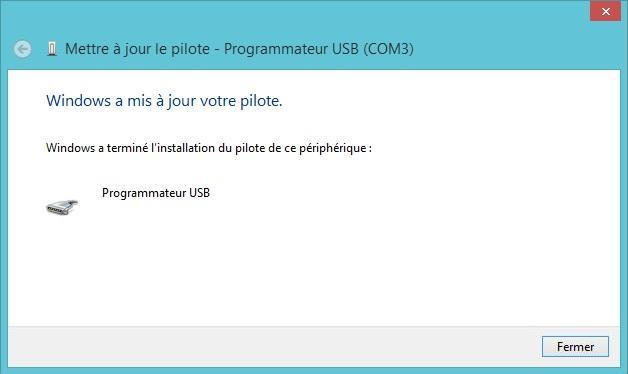 Mettre à jour le pilote - Programmateur USB (COM3)
Windows a mis à jour votre pilote.
Windows a terminé l'installation du pilote de ce périphérique :
Programmateur USB
Fermer